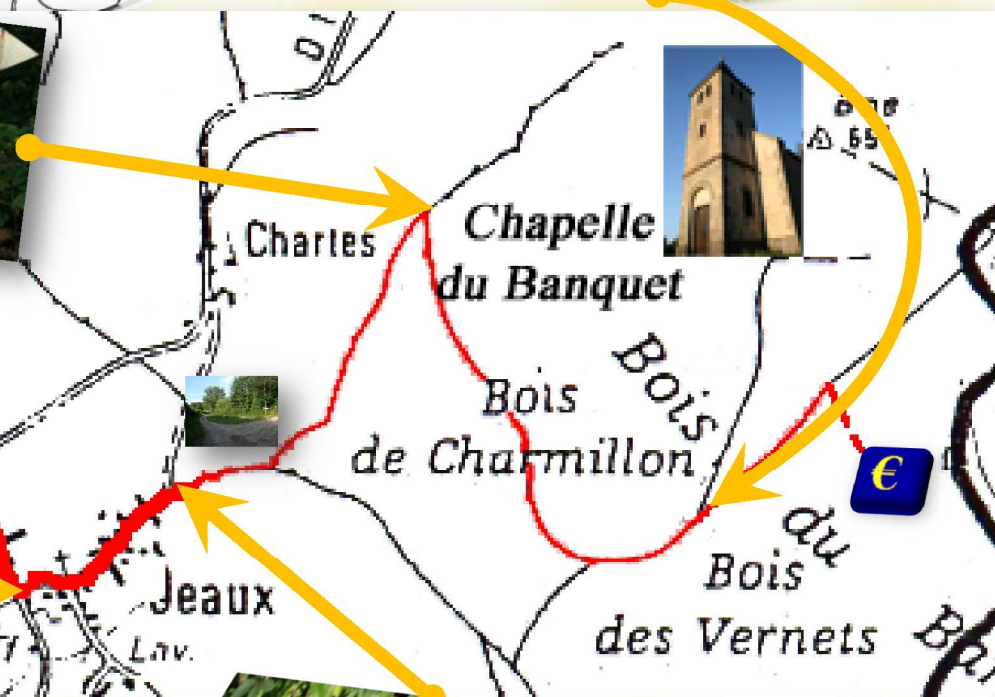 Chartes
Chapelle
du Banquet
Bois
Bois
de Charmillon
€
du
Bois
des Vernets
Jeaux
Lav.